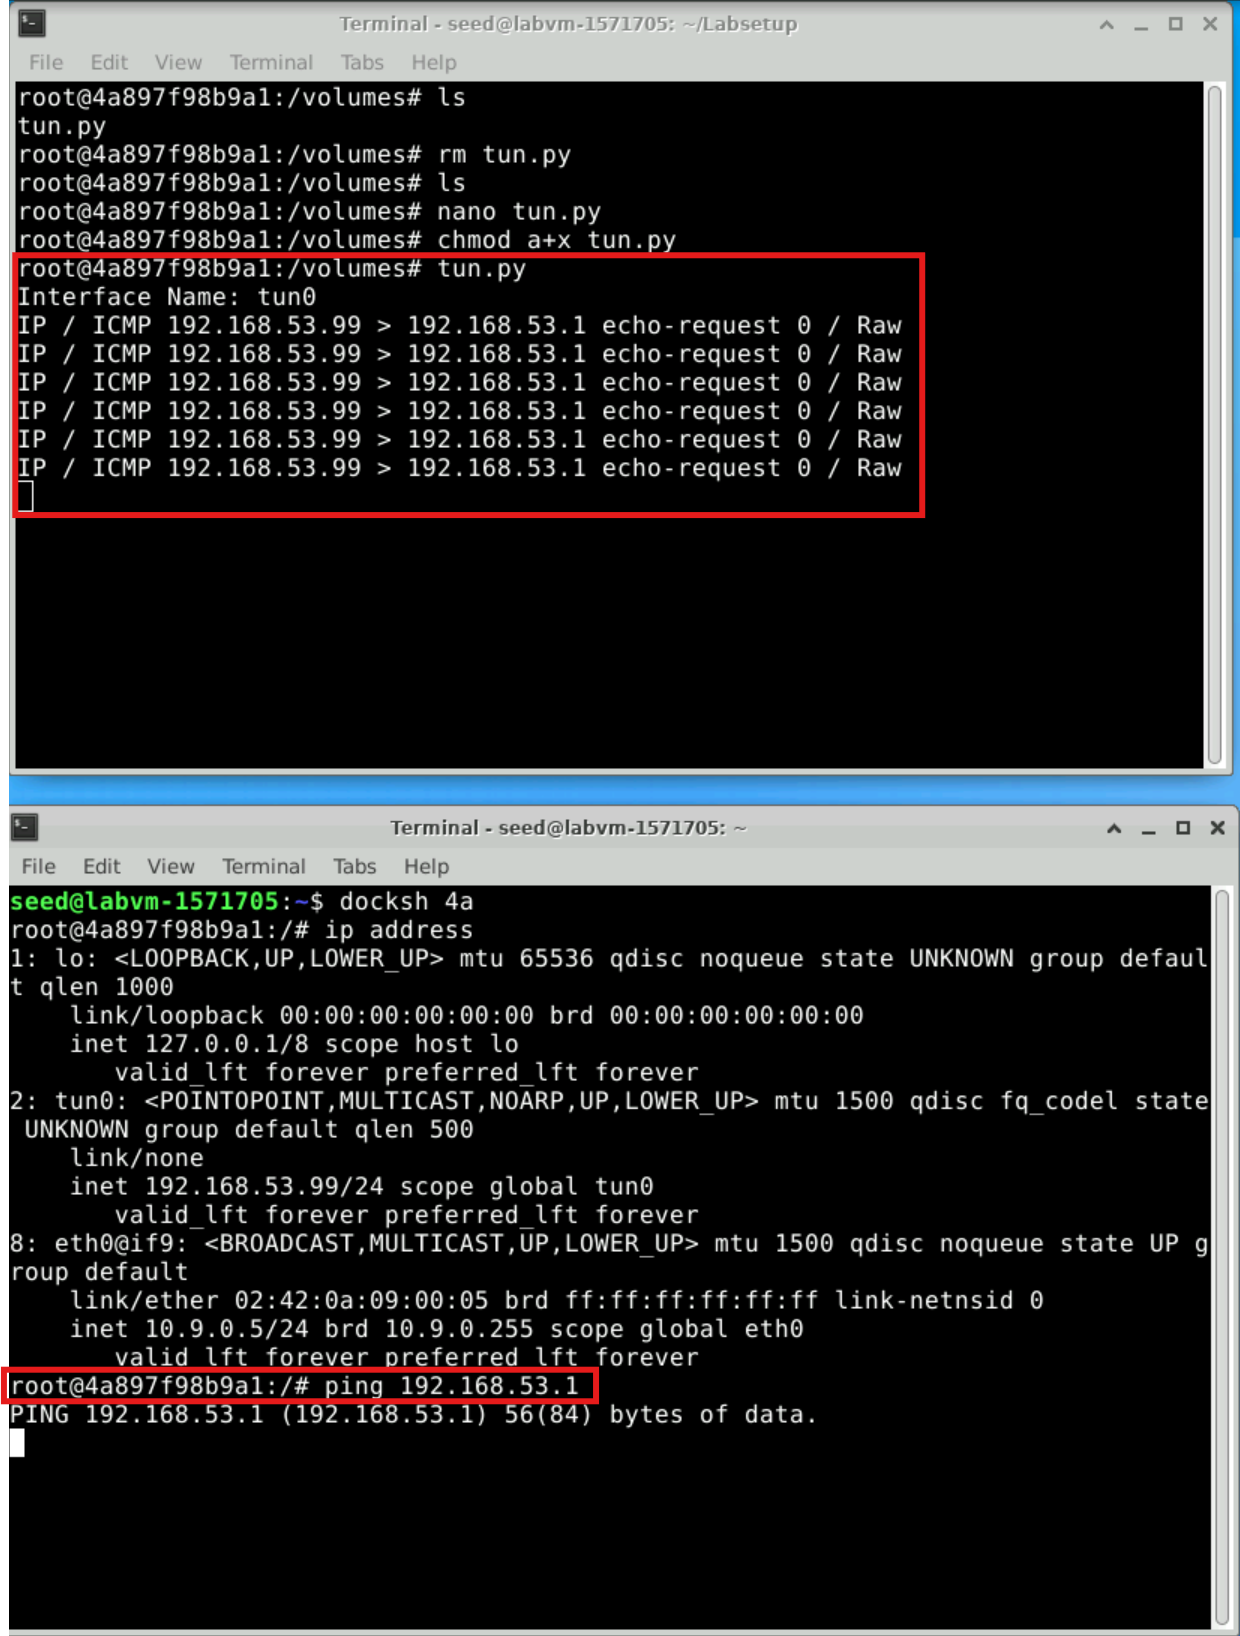 Terminal - seed@labvm-1571705: ~/Labsetup
File Edit View Terminal Tabs Help
root@4a897f98b9a1:/volumes# ls
tun.py
root@4a897f98b9a1:/volumes# rm tun.py
root@4a897f98b9a1:/volumes# ls
root@4a897f98b9a1:/volumes# nano tun.py
root@4a897f98b9a1:/volumes# chmod a+x tun.py
root@4a897f98b9a1:/volumes# tun.py
Interface Name: tun0
IP / ICMP 192.168.53.99 > 192.168.53.1 echo-request 0 / Raw
IP / ICMP 192.168.53.99 > 192.168.53.1 echo-request 0 / Raw
IP / ICMP 192.168.53.99 > 192.168.53.1 echo-request 0 / Raw
IP / ICMP 192.168.53.99 > 192.168.53.1 echo-request 0 / Raw
IP / ICMP 192.168.53.99 > 192.168.53.1 echo-request 0 / Raw
IP / ICMP 192.168.53.99 > 192.168.53.1 echo-request 0 / Raw
Terminal - seed@labvm-1571705: ~
File Edit View Terminal Tabs Help
seed@labvm-1571705:~$ docksh 4a
root@4a897f98b9a1:/# ip address
1: lo: <LOOPBACK,UP,LOWER_UP> mtu 65536 qdisc noqueue state UNKNOWN group defaul
t qlen 1000
    link/loopback 00:00:00:00:00:00 brd 00:00:00:00:00:00
    inet 127.0.0.1/8 scope host lo
       valid_lft forever preferred_lft forever
2: tun0: <POINTOPOINT,MULTICAST,NOARP,UP,LOWER_UP> mtu 1500 qdisc fq_codel state
 UNKNOWN group default qlen 500
    link/none
    inet 192.168.53.99/24 scope global tun0
       valid_lft forever preferred_lft forever
8: eth0@if9: <BROADCAST,MULTICAST,UP,LOWER_UP> mtu 1500 qdisc noqueue state UP g
roup default
    link/ether 02:42:0a:09:00:05 brd ff:ff:ff:ff:ff:ff link-netnsid 0
    inet 10.9.0.5/24 brd 10.9.0.255 scope global eth0
       valid_lft forever preferred_lft forever
root@4a897f98b9a1:/# ping 192.168.53.1
PING 192.168.53.1 (192.168.53.1) 56(84) bytes of data.